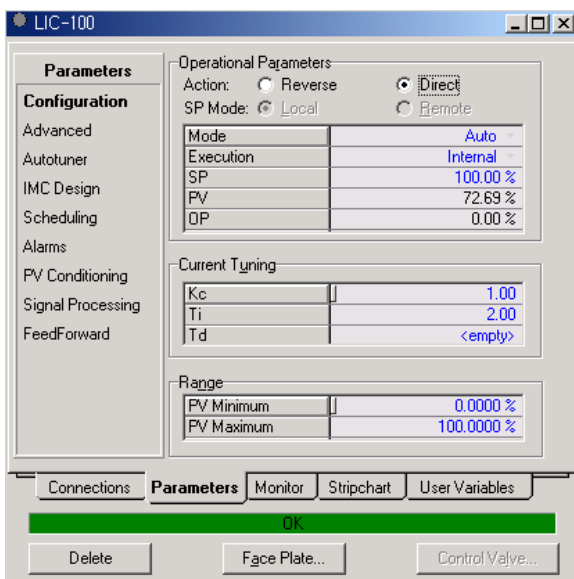 LIC-100
Parameters
Configuration
Advanced
Autotuner
IMC Design
Scheduling
Alarms
PV Conditioning
Signal Processing
FeedForward
Operational Parameters
Action: Reverse Direct
SP Mode: Local Remote
Mode Auto
Execution Internal
SP 100.00 %
PV 72.69 %
OP 0.00 %
Current Tuning
Kc 1.00
Ti 2.00
Td <empty>
Range
PV Minimum 0.0000 %
PV Maximum 100.0000 %
Connections Parameters Monitor Stripchart User Variables
OK
Delete Face Plate... Control Valve...